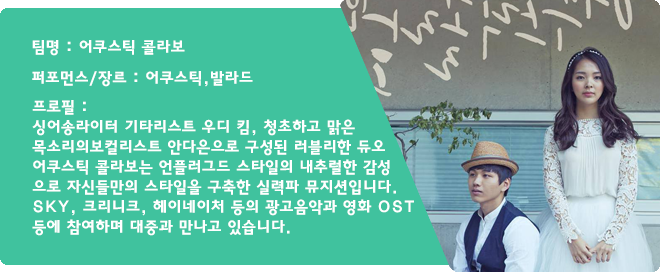 팀명 : 어쿠스틱 콜라보
퍼포먼스/장르 : 어쿠스틱,발라드
프로필 :
싱어송라이터 기타리스트 우디 킴, 청초하고 맑은
목소리의보컬리스트 안다은으로 구성된 러블리한 듀오
어쿠스틱 콜라보는 언플러그드 스타일의 내추럴한 감성
으로 자신들만의 스타일을 구축한 실력파 뮤지션입니다.
SKY, 크리니크, 헤이네이처 등의 광고음악과 영화 OST
등에 참여하며 대중과 만나고 있습니다.